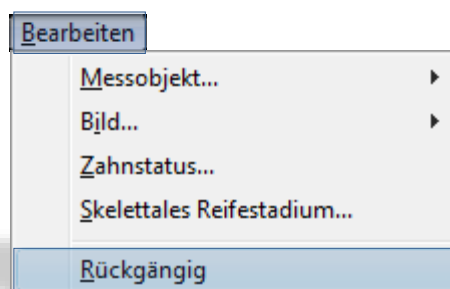 Bearbeiten
Messobjekt...
Bild...
Zahnstatus...
Skelettales Reifestadium...
Rückgängig